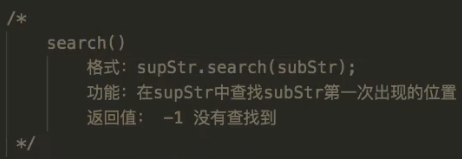 /*
search()
格式：supStr.search(subStr);
功能：在supStr中查找subStr第一次出现的位置
返回值： -1 没有查找到
*/